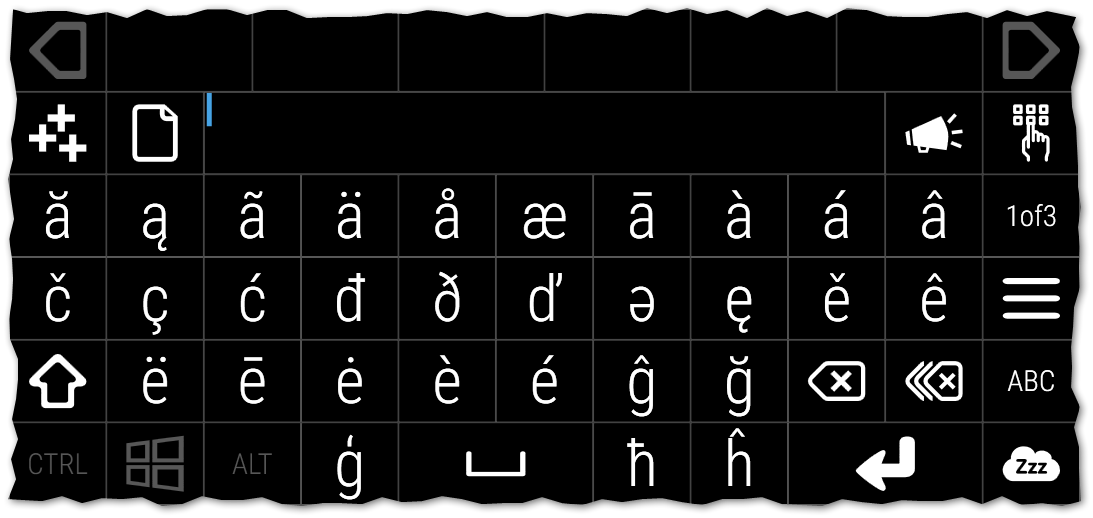 ă ą ã ä å æ ā à á â 1of3
č ç ć đ ð ď ə ę ě ê
ë ē ė è é ĝ ğ ABC
CTRL ALT ģ ħ ĥ Zzz